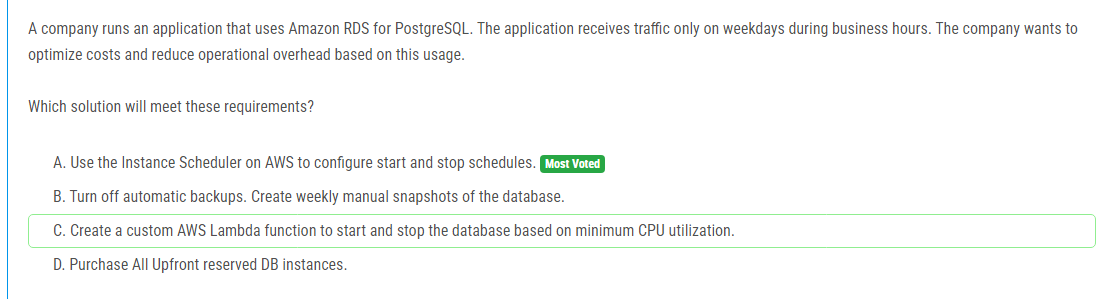 A company runs an application that uses Amazon RDS for PostgreSQL. The application receives traffic only on weekdays during business hours. The company wants to
optimize costs and reduce operational overhead based on this usage.
Which solution will meet these requirements?
A. Use the Instance Scheduler on AWS to configure start and stop schedules. Most Voted
B. Turn off automatic backups. Create weekly manual snapshots of the database.
C. Create a custom AWS Lambda function to start and stop the database based on minimum CPU utilization.
D. Purchase All Upfront reserved DB instances.